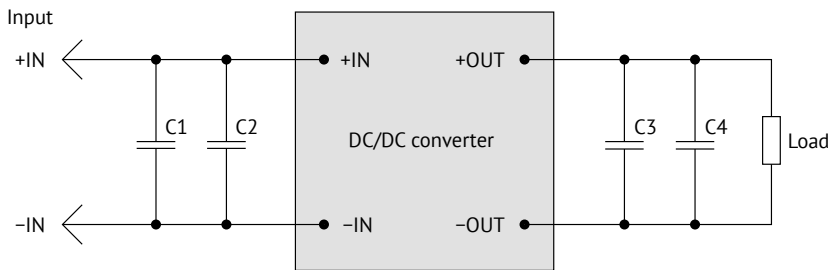 Input
+IN
+IN
+OUT
C1
C2
DC/DC converter
C3
C4
Load
−IN
−IN
−OUT